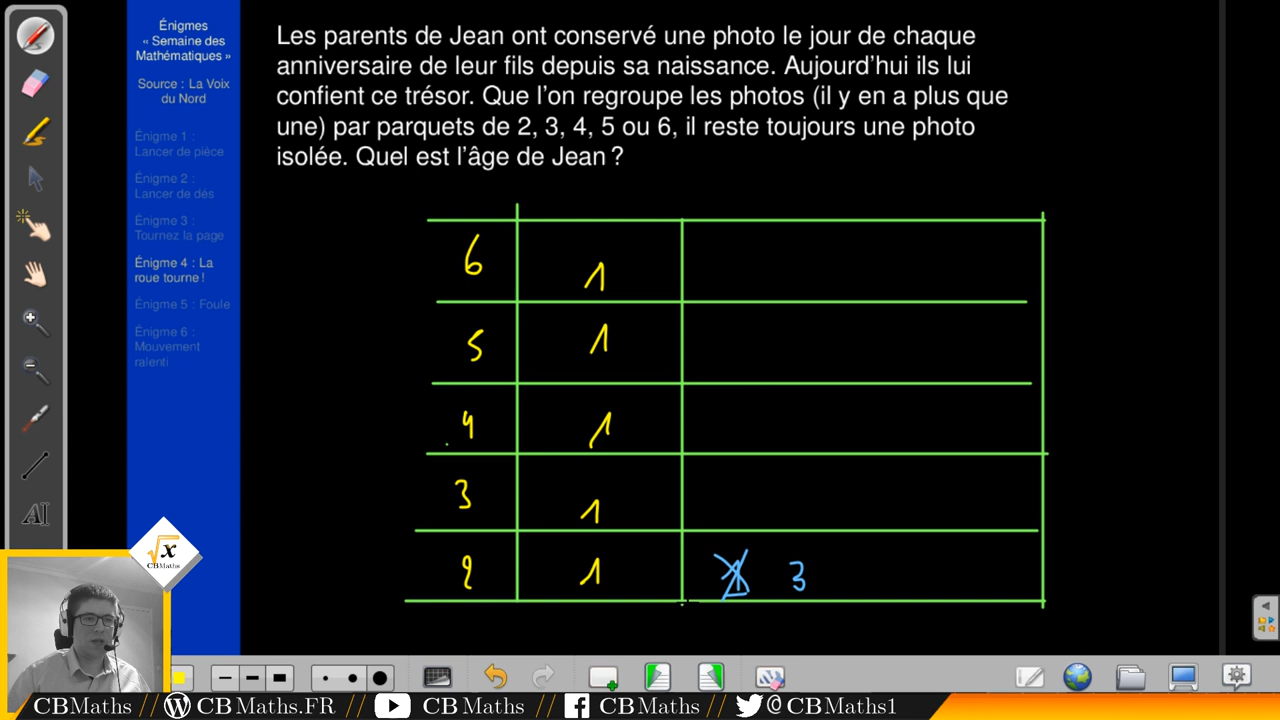 Énigmes
« Semaine des
Mathématiques »
Source : La Voix
du Nord
Énigme 1 :
Lancer de pièce
Énigme 2 :
Lancer de dés
Énigme 3 :
Tournez la page
Énigme 4 : La
roue tourne !
Énigme 5 : Foule
Énigme 6 :
Mouvement
ralenti
Les parents de Jean ont conservé une photo le jour de chaque
anniversaire de leur fils depuis sa naissance. Aujourd'hui ils lui
confient ce trésor. Que l'on regroupe les photos (il y en a plus que
une) par parquets de 2, 3, 4, 5 ou 6, il reste toujours une photo
isolée. Quel est l'âge de Jean ?
6 1
5 1
4 1
3 1
2 1 3
AI
√x
CBMaths
CBMaths // CBMaths.FR // CBMaths // CBMaths // @CBMaths1